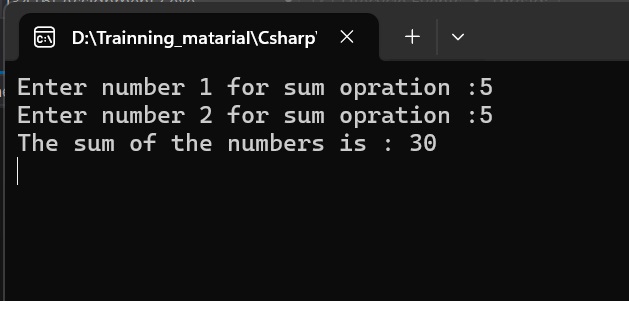 D:\Trainning_matarial\Csharp'
Enter number 1 for sum opration :5
Enter number 2 for sum opration :5
The sum of the numbers is : 30